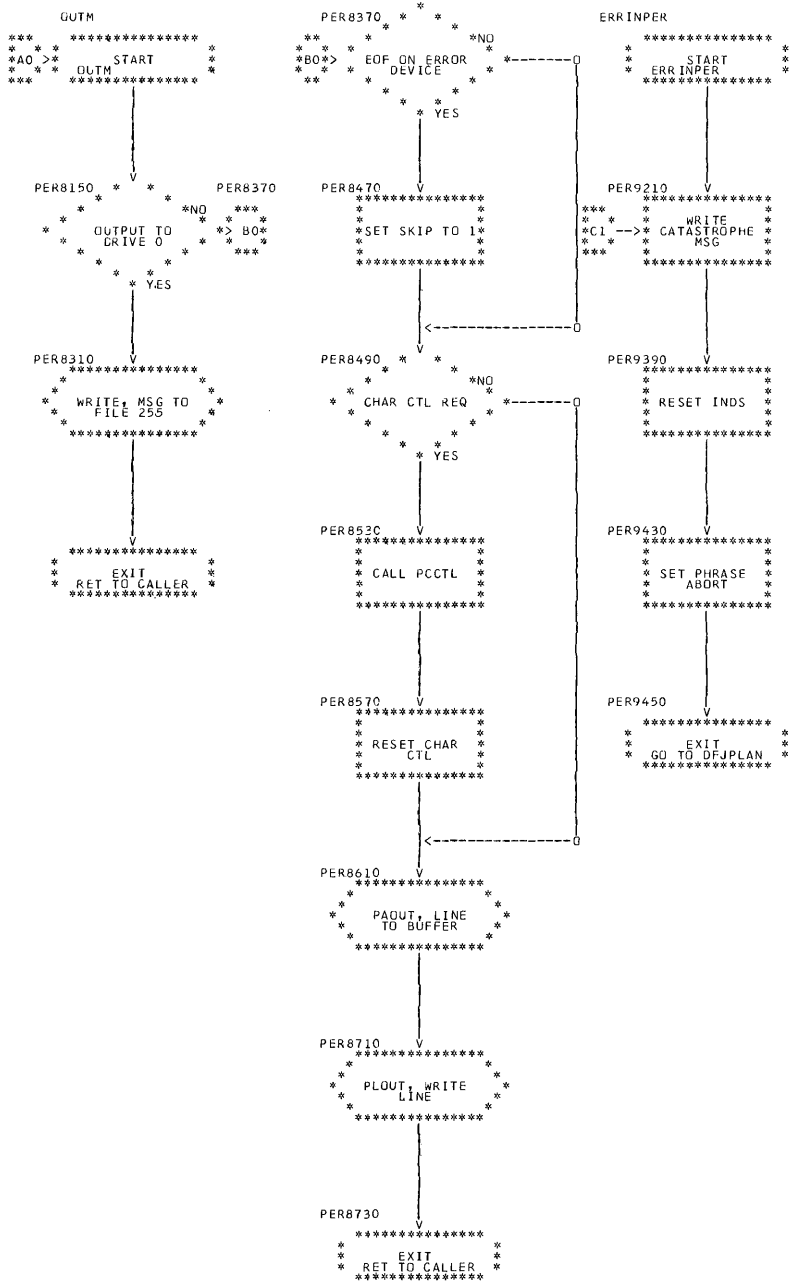 OUTM
A0 >
START
OUTM
PER8150
OUTPUT TO
DRIVE 0
NO
PER8370
> B0
YES
PER8310
WRITE, MSG TO
FILE 255
EXIT
RET TO CALLER
PER8370
B0>
EOF ON ERROR
DEVICE
NO
YES
PER8470
SET SKIP TO 1
PER8490
CHAR CTL REQ
NO
YES
PER8530
CALL PCCTL
PER8570
RESET CHAR
CTL
PER8610
PAOUT, LINE
TO BUFFER
PER8710
PLOUT, WRITE
LINE
PER8730
EXIT
RET TO CALLER
ERRINPER
START
ERRINPER
PER9210
C1 -->
WRITE
CATASTROPHE
MSG
PER9390
RESET INDS
PER9430
SET PHRASE
ABORT
PER9450
EXIT
GO TO DFJPLAN